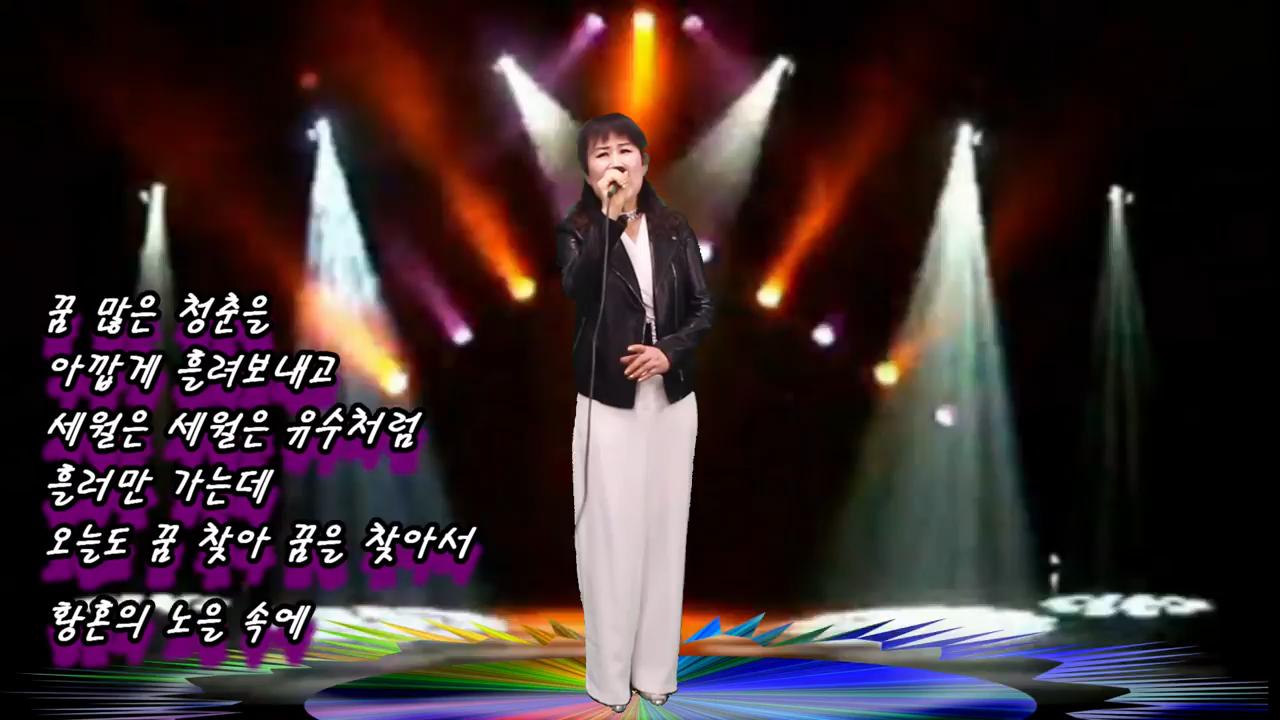 꿈 많은 청춘을
아깝게 흘려보내고
세월은 세월은 유수처럼
흘러만 가는데
오늘도 꿈 찾아 꿈을 찾아서
황혼의 노을 속에